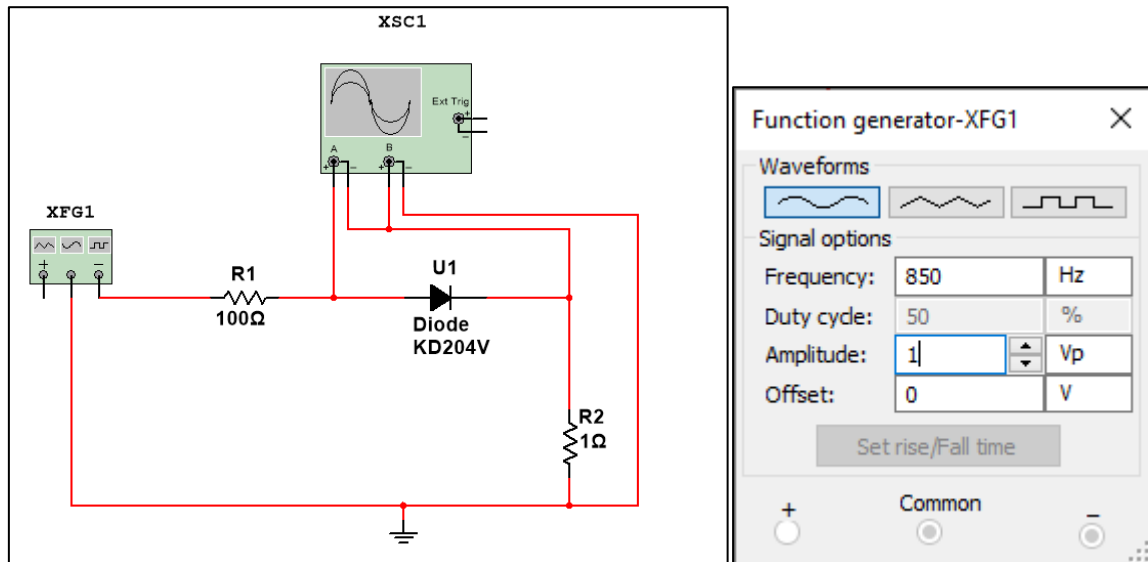 XSC1
Ext Trig
+
−
A
B
+
−
+
−
XFG1
+
−
R1
100Ω
U1
Diode
KD204V
R2
1Ω
Function generator-XFG1
Waveforms
Signal options
Frequency: 850 Hz
Duty cycle: 50 %
Amplitude: 1 Vp
Offset: 0 V
Set rise/Fall time
+ Common −